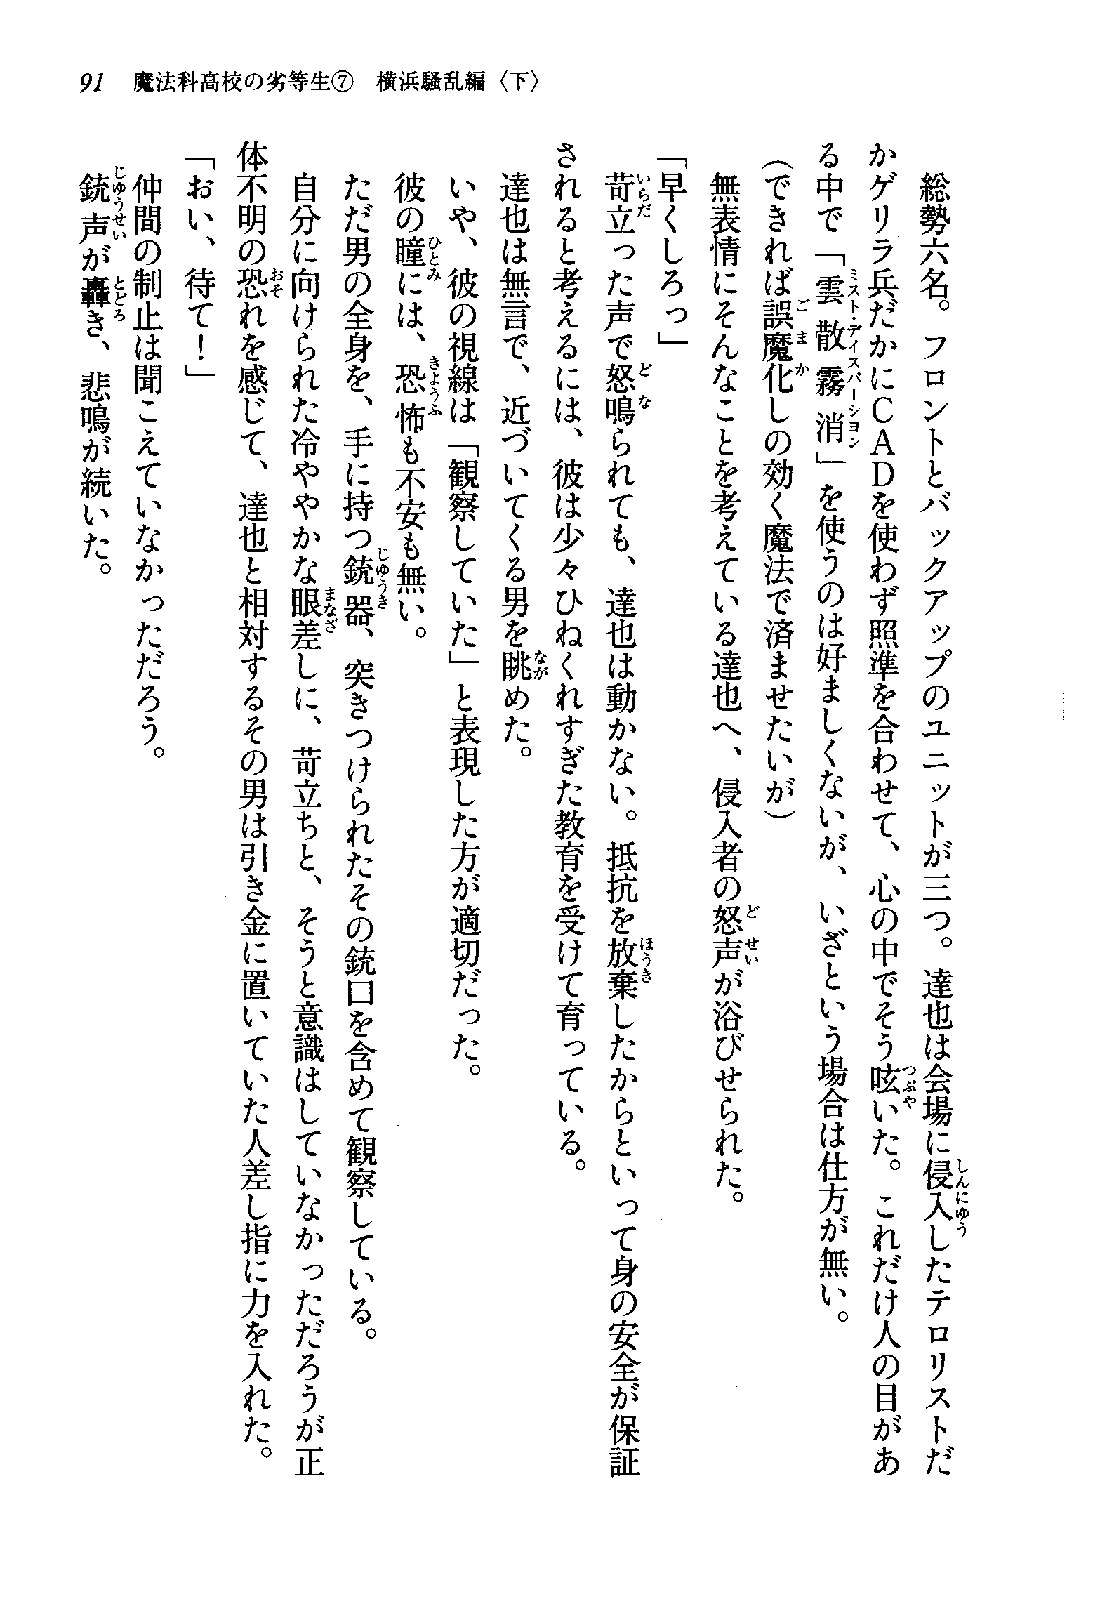 91　魔法科高校の劣等生⑦　横浜騒乱編〈下〉
総勢六名。フロントとバックアップのユニットが三つ。達也は会場に侵入したテロリストだ
かゲリラ兵だかにＣＡＤを使わず照準を合わせて、心の中でそう呟いた。これだけ人の目があ
る中で「雲散霧消」を使うのは好ましくないが、いざという場合は仕方が無い。
（できれば誤魔化しの効く魔法で済ませたいが）
無表情にそんなことを考えている達也へ、侵入者の怒声が浴びせられた。
「早くしろっ」
苛立った声で怒鳴られても、達也は動かない。抵抗を放棄したからといって身の安全が保証
されると考えるには、彼は少々ひねくれすぎた教育を受けて育っている。
達也は無言で、近づいてくる男を眺めた。
いや、彼の視線は「観察していた」と表現した方が適切だった。
彼の瞳には、恐怖も不安も無い。
ただ男の全身を、手に持つ銃器、突きつけられたその銃口を含めて観察している。
自分に向けられた冷ややかな眼差しに、苛立ちと、そうと意識はしていなかっただろうが正
体不明の恐れを感じて、達也と相対するその男は引き金に置いていた人差し指に力を入れた。
「おい、待て！」
仲間の制止は聞こえていなかっただろう。
銃声が轟き、悲鳴が続いた。